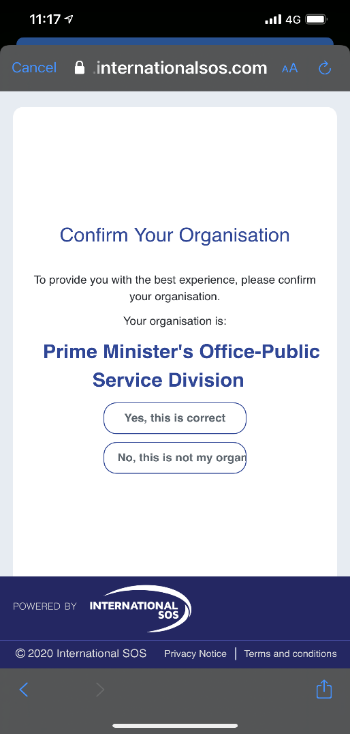 11:17
4G
Cancel
.internationalsos.com
AA
Confirm Your Organisation
To provide you with the best experience, please confirm
your organisation.
Your organisation is:
Prime Minister's Office-Public
Service Division
Yes, this is correct
No, this is not my organ
POWERED BY
INTERNATIONAL
SOS
© 2020 International SOS
Privacy Notice | Terms and conditions